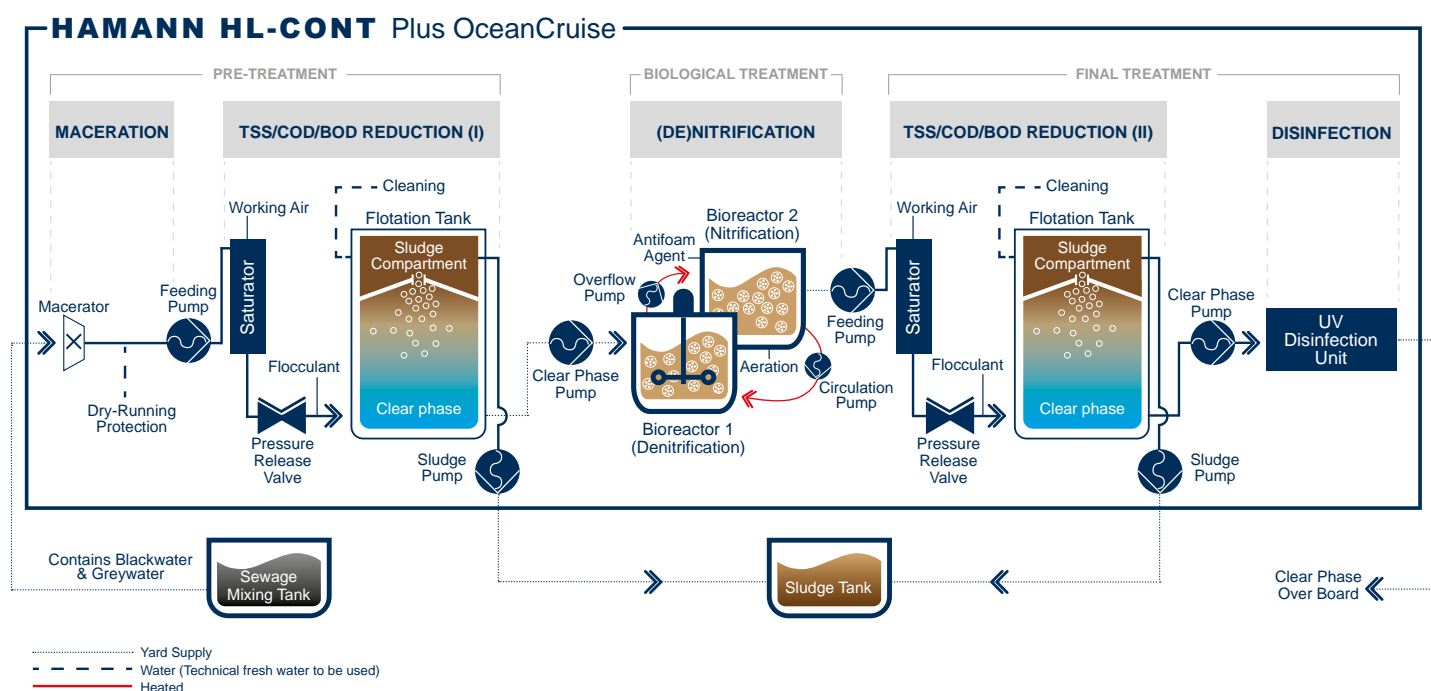 HAMANN HL-CONT Plus OceanCruise
PRE-TREATMENT
BIOLOGICAL TREATMENT
FINAL TREATMENT
MACERATION
TSS/COD/BOD REDUCTION (I)
(DE)NITRIFICATION
TSS/COD/BOD REDUCTION (II)
DISINFECTION
Macerator
Dry-Running
Protection
Feeding
Pump
Working Air
Saturator
Flocculant
Pressure
Release
Valve
Cleaning
Flotation Tank
Sludge
Compartment
Clear phase
Sludge
Pump
Clear Phase
Pump
Overflow
Pump
Antifoam
Agent
Bioreactor 2
(Nitrification)
Aeration
Circulation
Pump
Bioreactor 1
(Denitrification)
Feeding
Pump
Working Air
Saturator
Flocculant
Pressure
Release
Valve
Cleaning
Flotation Tank
Sludge
Compartment
Clear phase
Sludge
Pump
Clear Phase
Pump
UV
Disinfection
Unit
Contains Blackwater
& Greywater
Sewage
Mixing Tank
Sludge Tank
Clear Phase
Over Board
Yard Supply
Water (Technical fresh water to be used)
Heated